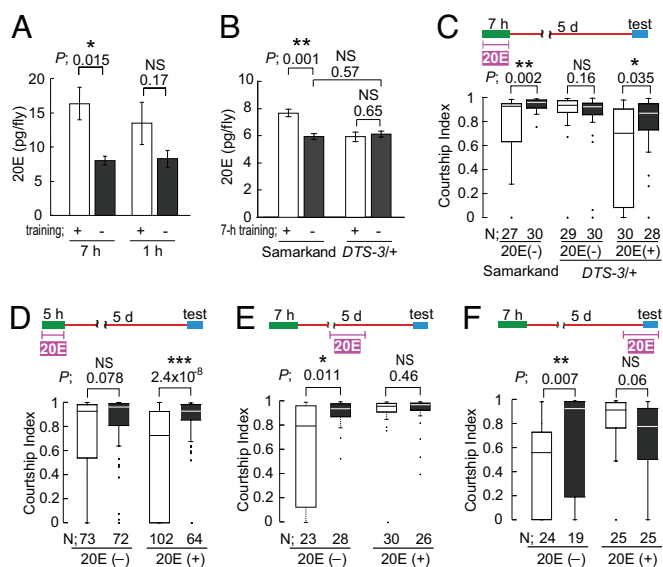 A
* NS
P; 0.015 0.17
20E (pg/fly)
20
15
10
5
0
training; + - + -
7 h 1 h
B
** NS
P; 0.001 0.57
NS
0.65
20E (pg/fly)
10
8
6
4
2
0
7-h training; + - + -
Samarkand DTS-3/+
C
7 h 5 d test
20E
** NS *
P; 0.002 0.16 0.035
Courtship Index
1
0.8
0.6
0.4
0.2
0
N; 27 30 29 30 30 28
20E(-) 20E(-) 20E(+)
Samarkand DTS-3/+
D
5 h 5 d test
20E
NS ***
P; 0.078 2.4x10-8
Courtship Index
1
0.8
0.6
0.4
0.2
0
N; 73 72 102 64
20E (–) 20E (+)
E
7 h 5 d test
20E
* NS
P; 0.011 0.46
Courtship Index
1
0.8
0.6
0.4
0.2
0
N; 23 28 30 26
20E (–) 20E (+)
F
7 h 5 d test
20E
** NS
P; 0.007 0.06
Courtship Index
1
0.8
0.6
0.4
0.2
0
N; 24 19 25 25
20E (–) 20E (+)